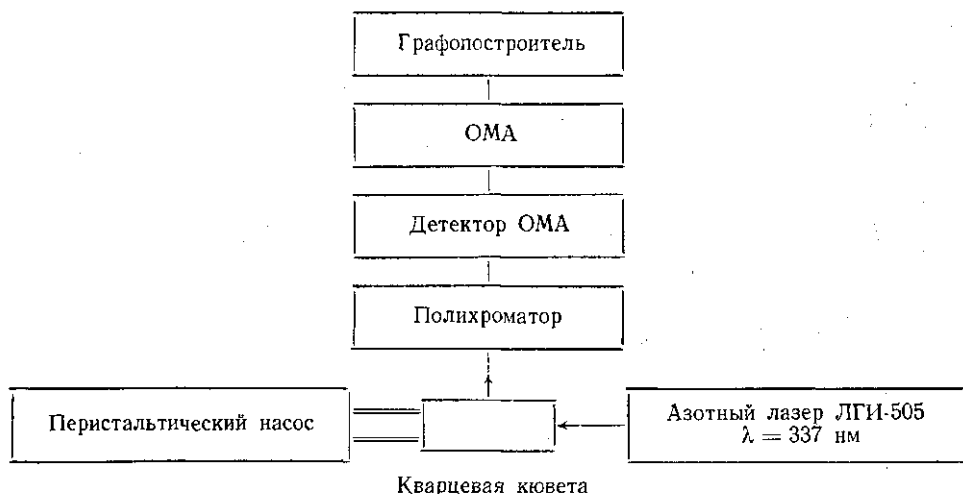 Графопостроитель
ОМА
Детектор ОМА
Полихроматор
Перистальтический насос
Азотный лазер ЛГИ-505
λ = 337 нм
Кварцевая кювета